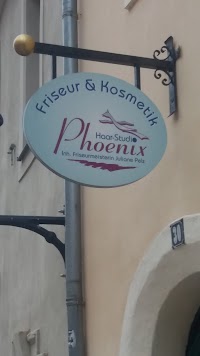 Friseur & Kosmetik
Haar-Studio
Phoenix
Inh. Friseurmeisterin Juliane Pelz